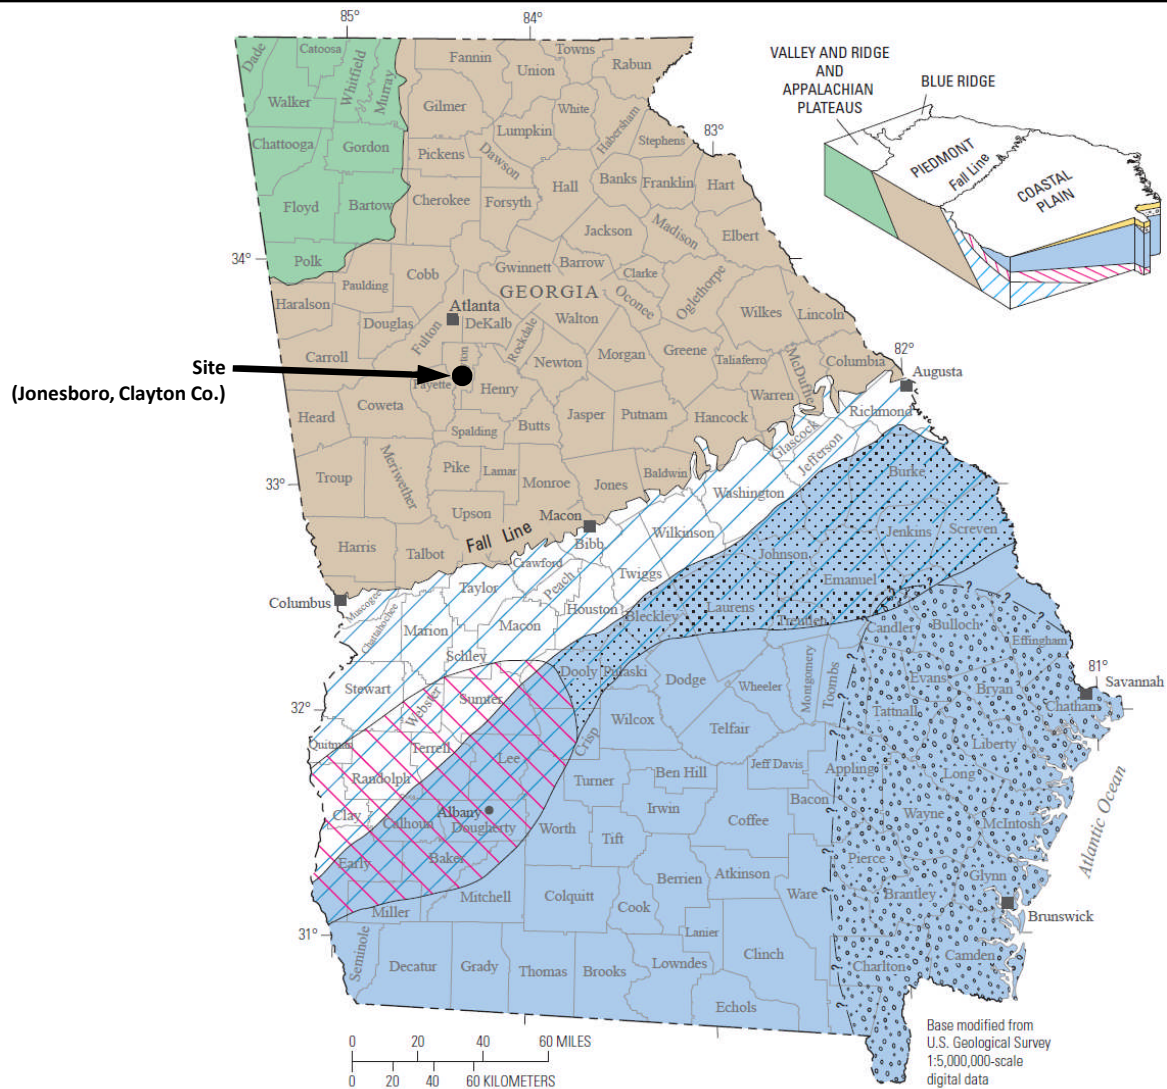 85°
84°
Dade
Catoosa
Whitfield
Murray
Walker
Chattooga
Gordon
Floyd
Bartow
Polk
Fannin
Union
Towns
Rabun
Gilmer
White
Lumpkin
Habersham
Stephens
83°
Pickens
Dawson
Hall
Banks
Franklin
Hart
Cherokee
Forsyth
Jackson
Madison
Elbert
34°
Cobb
Gwinnett
Barrow
Clarke
Oconee
Oglethorpe
Haralson
Paulding
GEORGIA
Atlanta
Douglas
Fulton
DeKalb
Rockdale
Walton
Wilkes
Lincoln
Carroll
Newton
Morgan
Greene
Taliaferro
McDuffie
Columbia
82°
Augusta
Site
(Jonesboro, Clayton Co.)
Fayette
Henry
Heard
Coweta
Spalding
Butts
Jasper
Putnam
Hancock
Warren
Richmond
Glascock
Jefferson
33°
Troup
Meriwether
Pike
Lamar
Monroe
Jones
Baldwin
Washington
Burke
Upson
Macon
Fall Line
Harris
Talbot
Bibb
Wilkinson
Jenkins
Screven
Crawford
Peach
Twiggs
Johnson
Emanuel
Columbus
Muscogee
Chattahoochee
Taylor
Houston
Bleckley
Laurens
Treutlen
Marion
Macon
Schley
Candler
Bulloch
Effingham
?
Stewart
Webster
Sumter
Dooly
Pulaski
Dodge
Wheeler
Montgomery
Toombs
Evans
Bryan
81°
Savannah
Chatham
32°
Tattnall
Quitman
Terrell
Lee
Crisp
Wilcox
Telfair
Liberty
Randolph
Turner
Ben Hill
Jeff Davis
Appling
Long
Clay
Calhoun
Albany
Dougherty
Worth
Irwin
Coffee
Bacon
Wayne
McIntosh
Tift
Early
Baker
Pierce
Glynn
Mitchell
Colquitt
Berrien
Atkinson
Ware
Brantley
Miller
Cook
Brunswick
31°
Lanier
Seminole
Decatur
Grady
Thomas
Brooks
Lowndes
Clinch
Charlton
Camden
Echols
Atlantic Ocean
VALLEY AND RIDGE
AND
APPALACHIAN
PLATEAUS
BLUE RIDGE
PIEDMONT
Fall Line
COASTAL
PLAIN
0 20 40 60 MILES
0 20 40 60 KILOMETERS
Base modified from
U.S. Geological Survey
1:5,000,000-scale
digital data